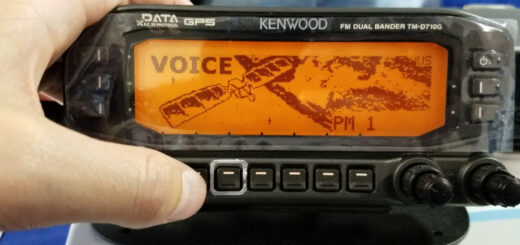 DATA GPS KENWOOD FM DUAL BANDER TM-D710G
VOICE
PM 1